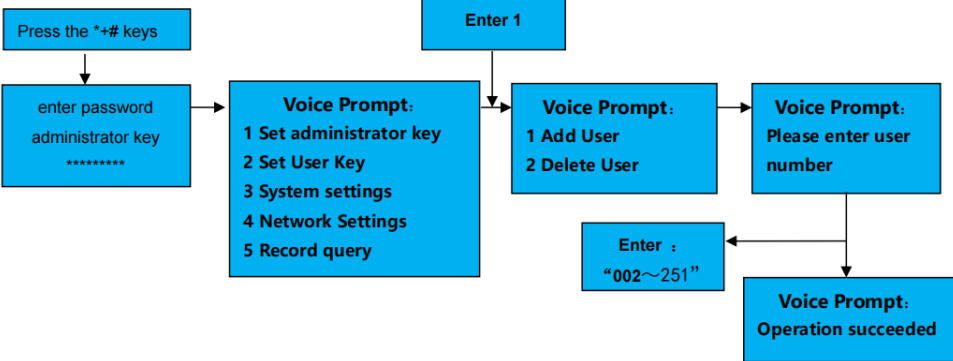 Press the *+# keys
enter password
administrator key
*********
Voice Prompt：
1 Set administrator key
2 Set User Key
3 System settings
4 Network Settings
5 Record query
Enter 1
Voice Prompt：
1 Add User
2 Delete User
Voice Prompt：
Please enter user
number
Enter ：
“002～251”
Voice Prompt：
Operation succeeded